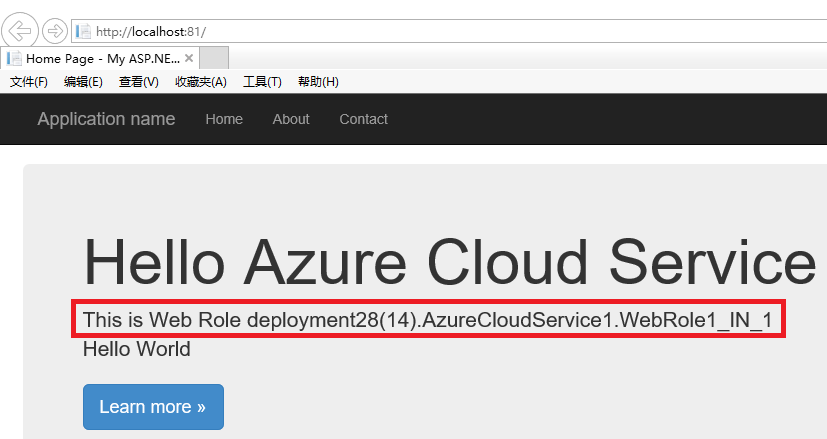 http://localhost:81/
Home Page - My ASP.NE...
文件(F) 编辑(E) 查看(V) 收藏夹(A) 工具(T) 帮助(H)
Application name Home About Contact
Hello Azure Cloud Service
This is Web Role deployment28(14).AzureCloudService1.WebRole1_IN_1
Hello World
Learn more »